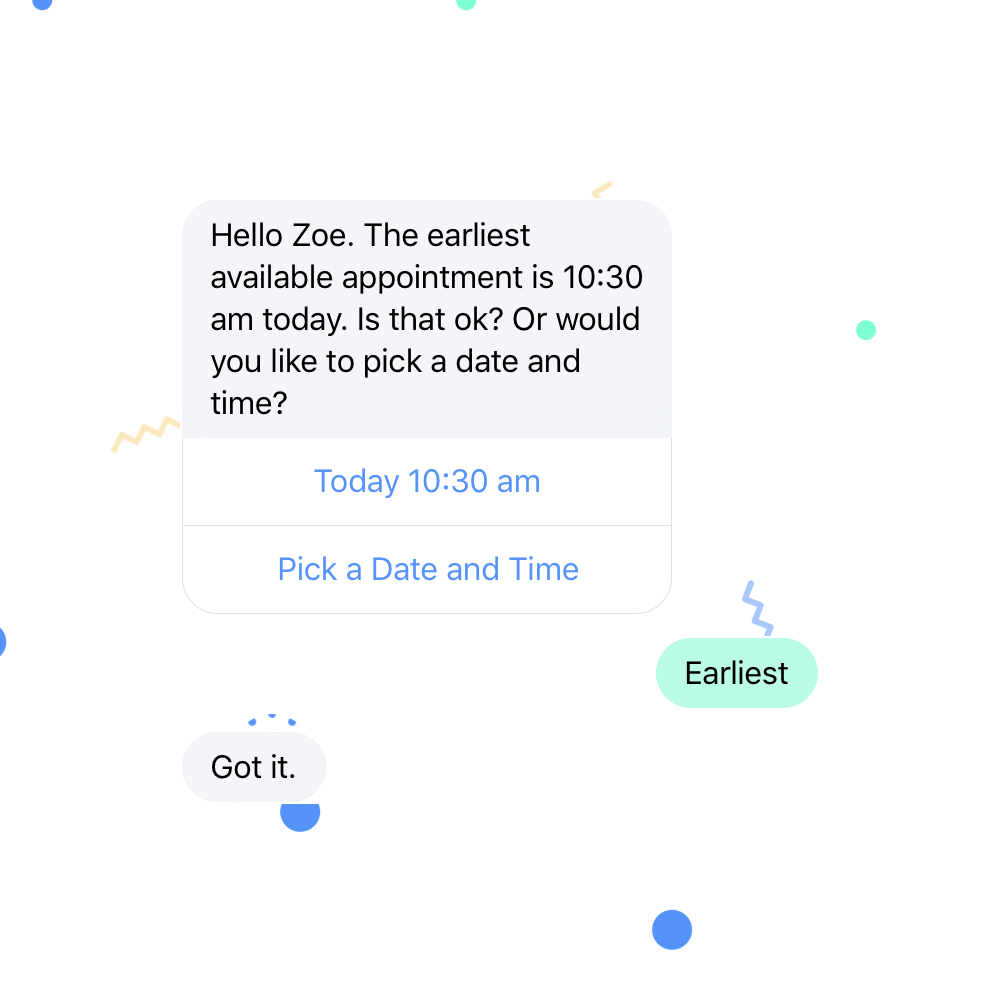 Hello Zoe. The earliest
available appointment is 10:30
am today. Is that ok? Or would
you like to pick a date and
time?
Today 10:30 am
Pick a Date and Time
Earliest
Got it.